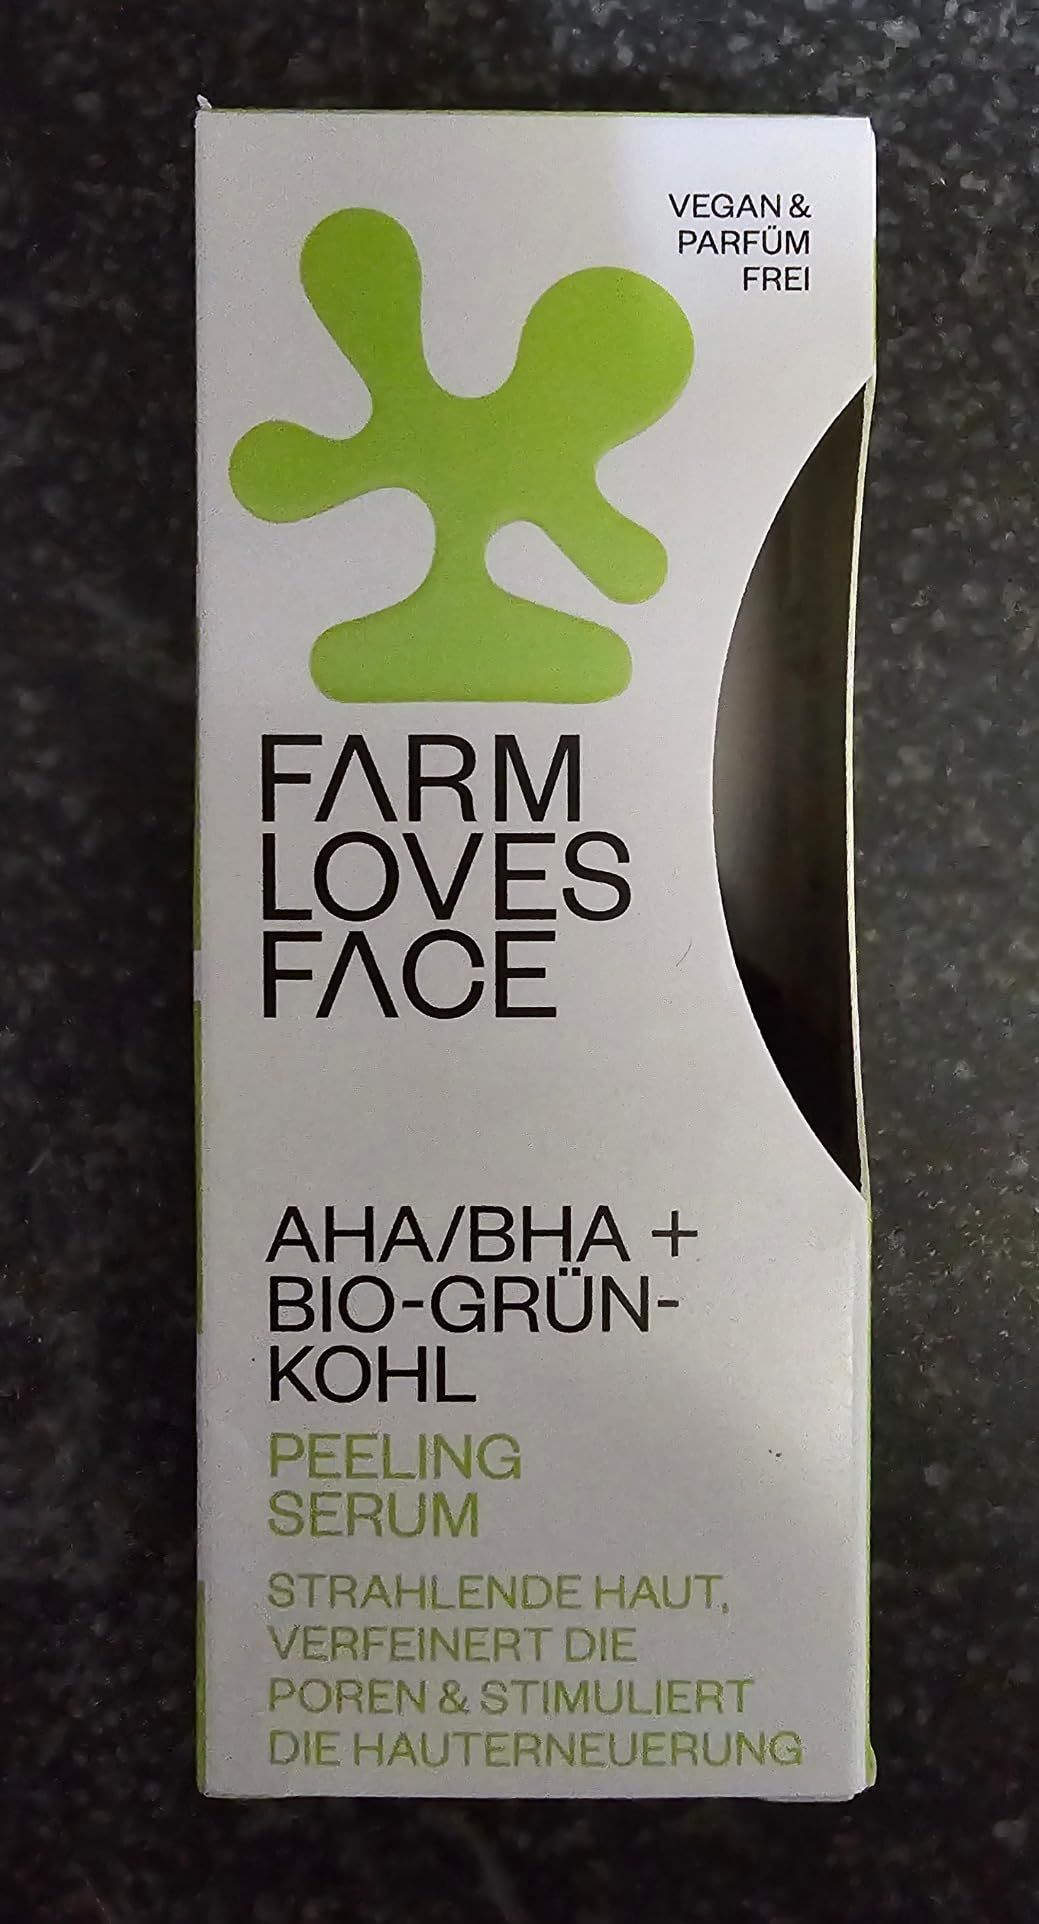 VEGAN &
PARFÜM
FREI
FARM
LOVES
FACE
AHA/BHA +
BIO-GRÜN-
KOHL
PEELING
SERUM
STRAHLENDE HAUT,
VERFEINERT DIE
POREN & STIMULIERT
DIE HAUTERNEUERUNG